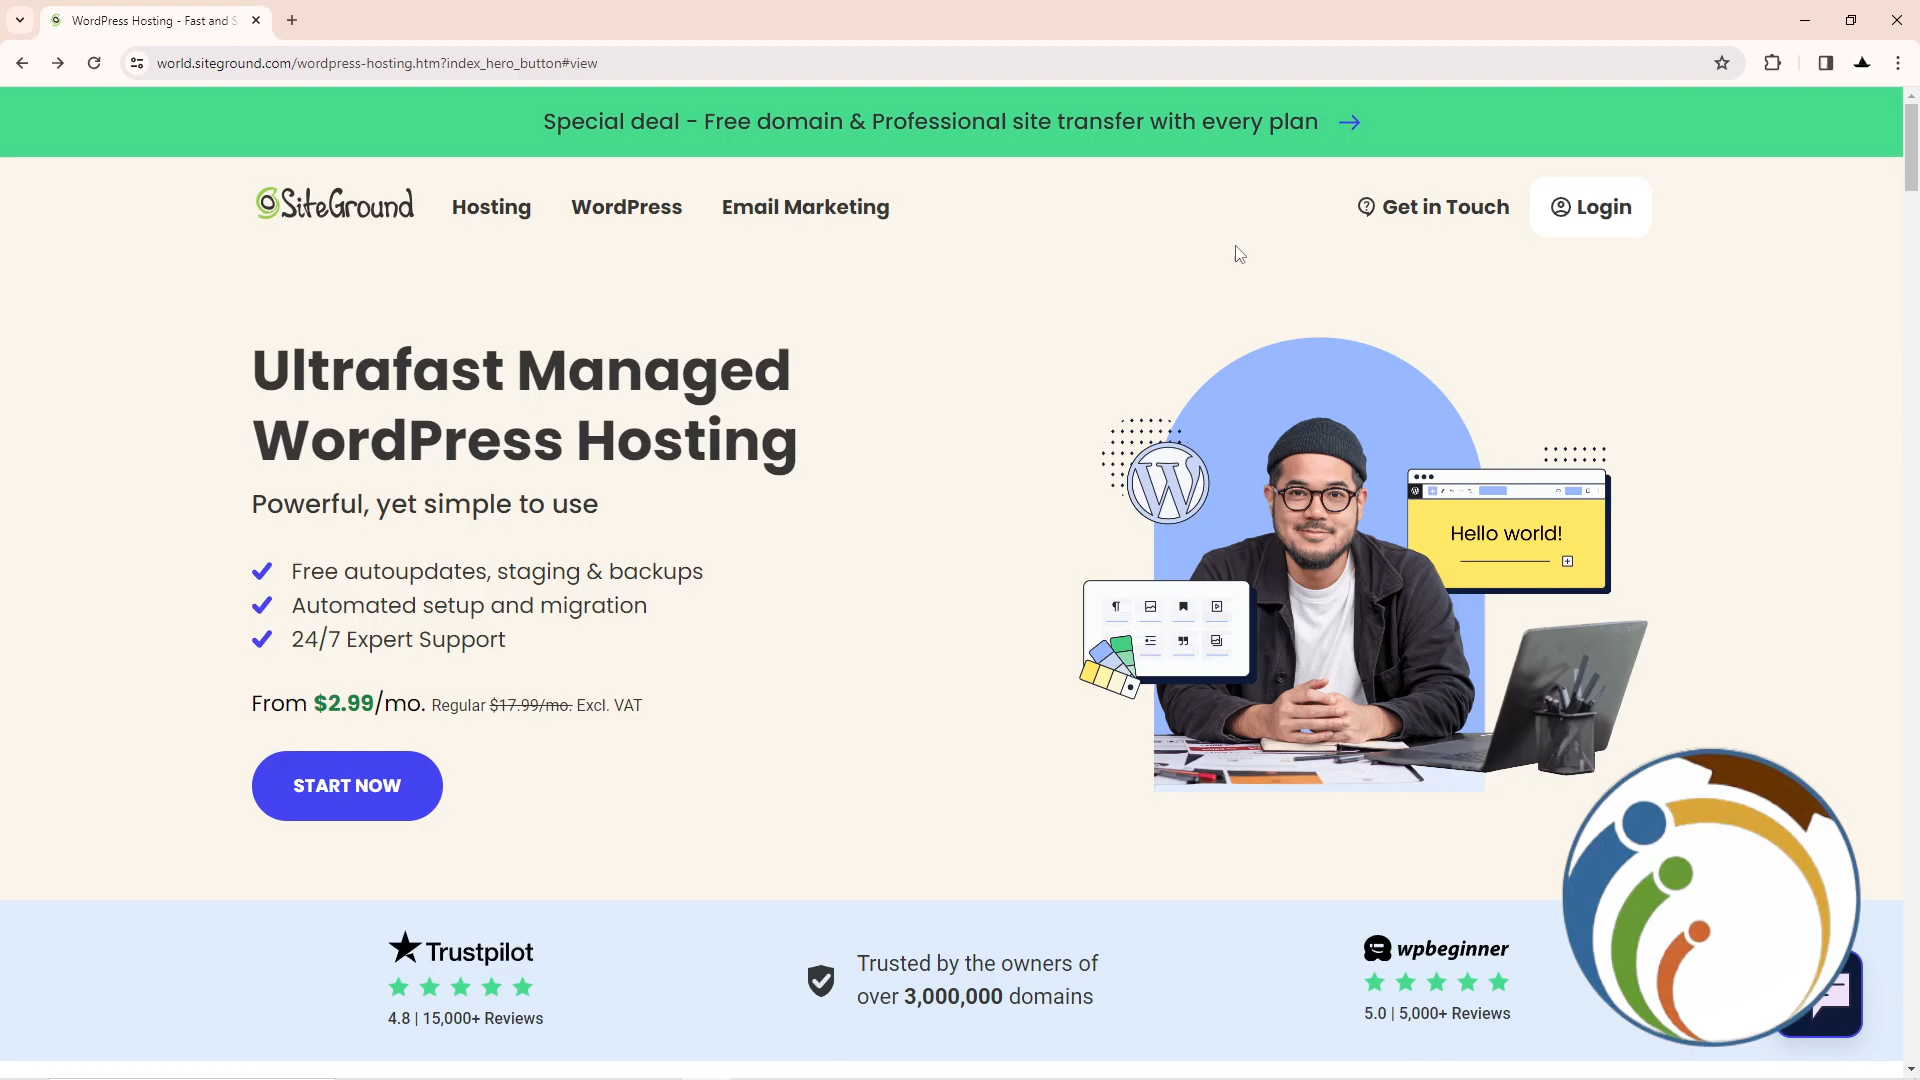 WordPress Hosting - Fast and S
world.siteground.com/wordpress-hosting.htm?index_hero_button#view
Special deal - Free domain & Professional site transfer with every plan
SiteGround
Hosting
WordPress
Email Marketing
Get in Touch
Login
Ultrafast Managed
WordPress Hosting
Powerful, yet simple to use
Free autoupdates, staging & backups
Automated setup and migration
24/7 Expert Support
From $2.99/mo. Regular $17.99/mo. Excl. VAT
START NOW
Hello world!
Trustpilot
4.8 | 15,000+ Reviews
Trusted by the owners of
over 3,000,000 domains
wpbeginner
5.0 | 5,000+ Reviews